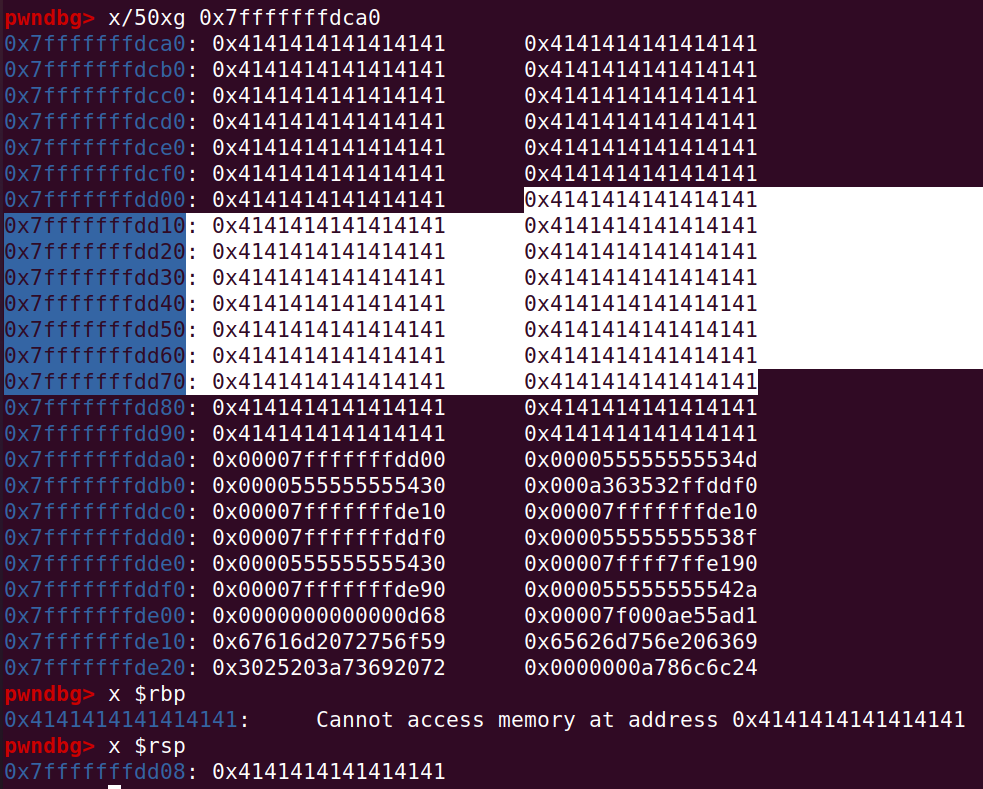 pwndbg> x/50xg 0x7fffffffdca0
0x7fffffffdca0: 0x4141414141414141 0x4141414141414141
0x7fffffffdcb0: 0x4141414141414141 0x4141414141414141
0x7fffffffdcc0: 0x4141414141414141 0x4141414141414141
0x7fffffffdcd0: 0x4141414141414141 0x4141414141414141
0x7fffffffdce0: 0x4141414141414141 0x4141414141414141
0x7fffffffdcf0: 0x4141414141414141 0x4141414141414141
0x7fffffffdd00: 0x4141414141414141 0x4141414141414141
0x7fffffffdd10: 0x4141414141414141 0x4141414141414141
0x7fffffffdd20: 0x4141414141414141 0x4141414141414141
0x7fffffffdd30: 0x4141414141414141 0x4141414141414141
0x7fffffffdd40: 0x4141414141414141 0x4141414141414141
0x7fffffffdd50: 0x4141414141414141 0x4141414141414141
0x7fffffffdd60: 0x4141414141414141 0x4141414141414141
0x7fffffffdd70: 0x4141414141414141 0x4141414141414141
0x7fffffffdd80: 0x4141414141414141 0x4141414141414141
0x7fffffffdd90: 0x4141414141414141 0x4141414141414141
0x7fffffffdda0: 0x00007fffffffdd00 0x000055555555534d
0x7fffffffddb0: 0x0000555555555430 0x000a363532ffddf0
0x7fffffffddc0: 0x00007fffffffde10 0x00007fffffffde10
0x7fffffffddd0: 0x00007fffffffddf0 0x000055555555538f
0x7fffffffdde0: 0x0000555555555430 0x00007ffff7ffe190
0x7fffffffddf0: 0x00007fffffffde90 0x000055555555542a
0x7fffffffde00: 0x0000000000000d68 0x00007f000ae55ad1
0x7fffffffde10: 0x67616d2072756f59 0x65626d756e206369
0x7fffffffde20: 0x3025203a73692072 0x0000000a786c6c24
pwndbg> x $rbp
0x4141414141414141: Cannot access memory at address 0x4141414141414141
pwndbg> x $rsp
0x7fffffffdd08: 0x4141414141414141